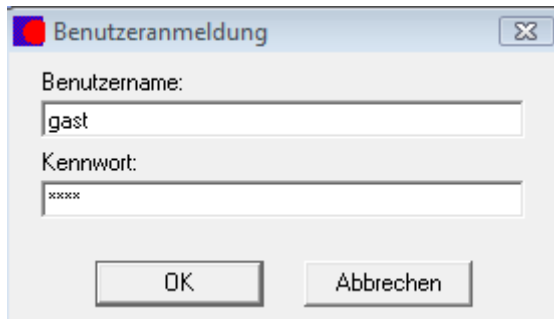 Benutzeranmeldung
Benutzername:
gast
Kennwort:
****
OK
Abbrechen